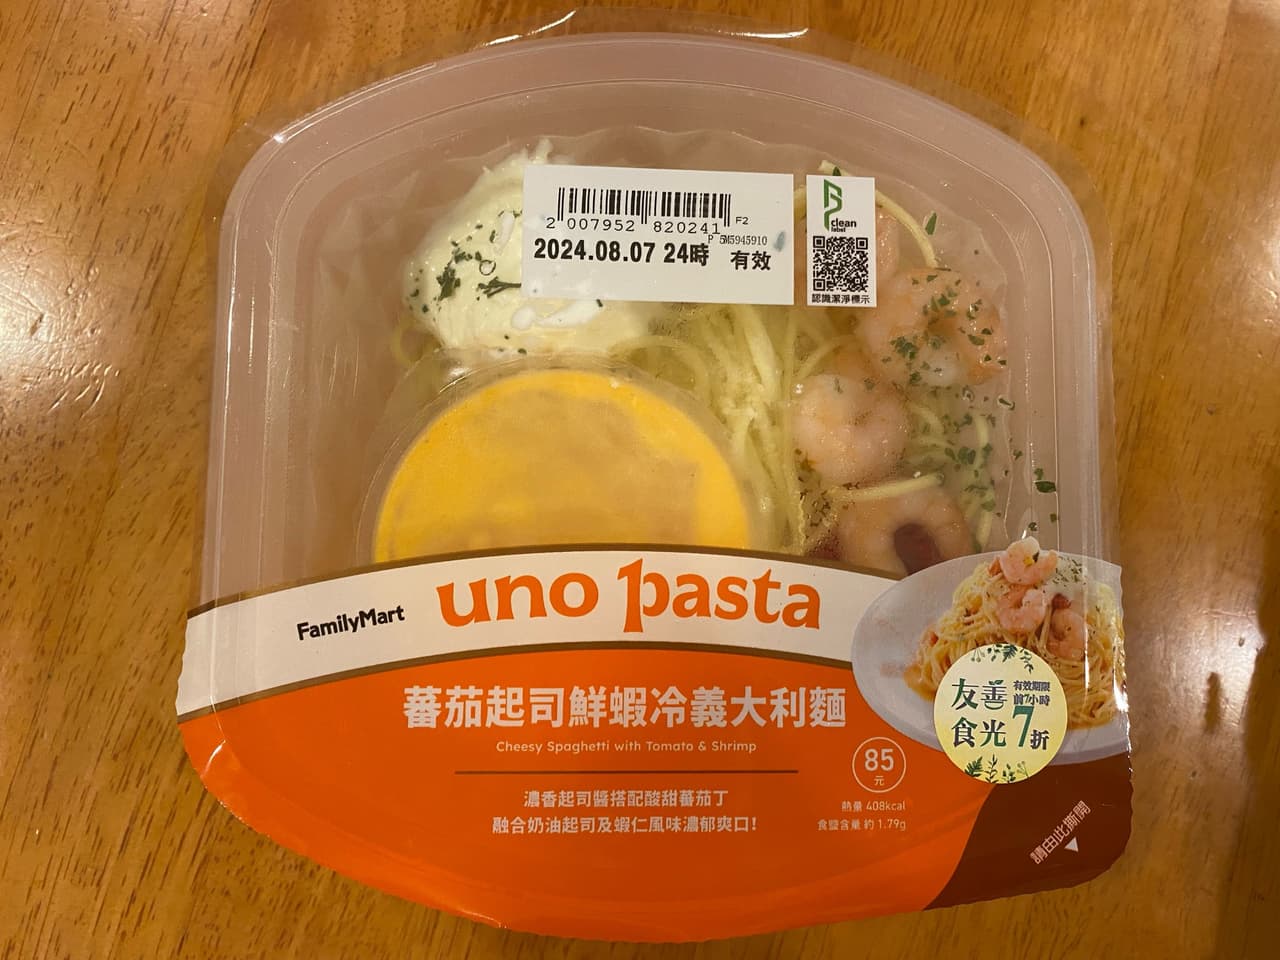 2 007952 820241 F2
P 5M5945910
2024.08.07 24時 有效
clean
label
認識潔淨標示
FamilyMart
uno pasta
蕃茄起司鮮蝦冷義大利麵
Cheesy Spaghetti with Tomato & Shrimp
濃香起司醬搭配酸甜蕃茄丁
融合奶油起司及蝦仁風味濃郁爽口!
85
元
熱量 408kcal
食鹽含量 約 1.79g
友善
食光
有效期限
前7小時
7折
請由此撕開